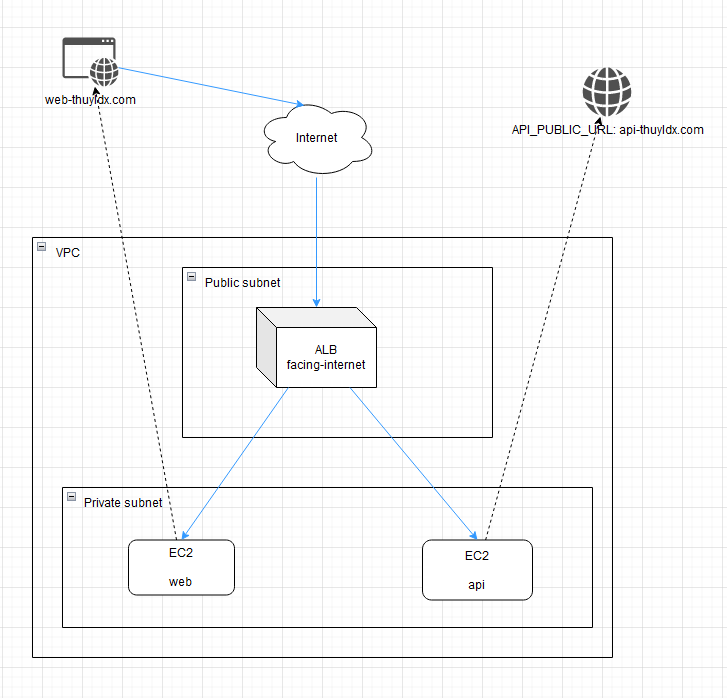 web-thuyldx.com
API_PUBLIC_URL: api-thuyldx.com
Internet
VPC
Public subnet
ALB
facing-internet
Private subnet
EC2
web
EC2
api